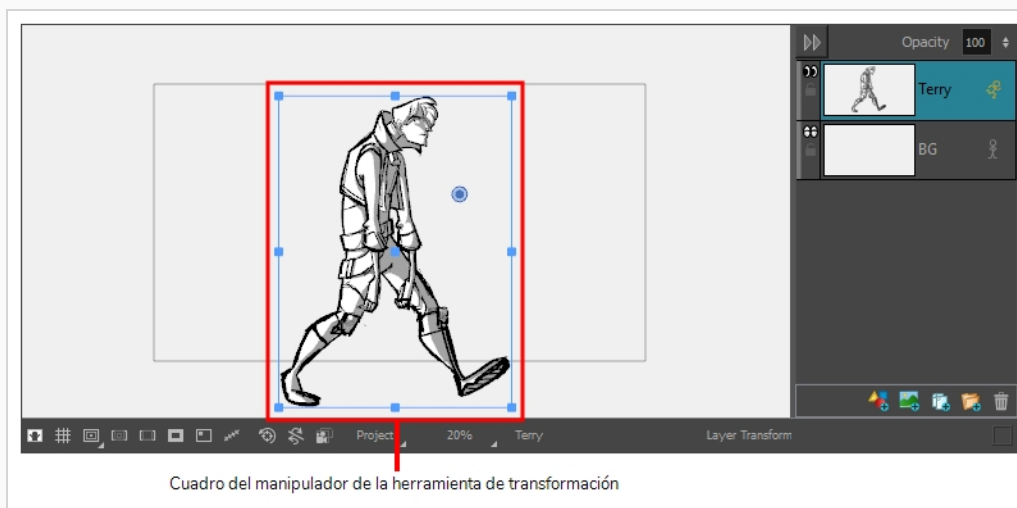 Opacity 100
Terry
BG
Project 20% Terry Layer Transform
Cuadro del manipulador de la herramienta de transformación